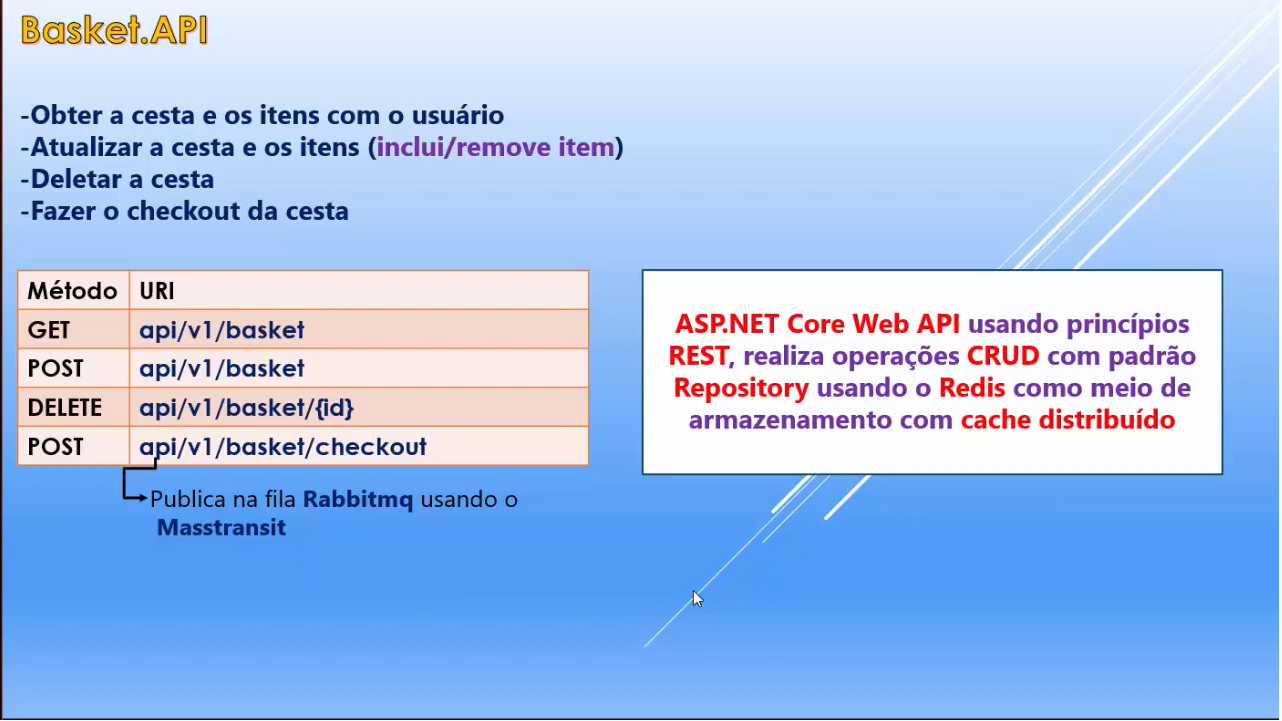 Basket.API
-Obter a cesta e os itens com o usuário
-Atualizar a cesta e os itens (inclui/remove item)
-Deletar a cesta
-Fazer o checkout da cesta
Método URI
GET api/v1/basket
POST api/v1/basket
DELETE api/v1/basket/{id}
POST api/v1/basket/checkout
Publica na fila Rabbitmq usando o
Masstransit
ASP.NET Core Web API usando princípios
REST, realiza operações CRUD com padrão
Repository usando o Redis como meio de
armazenamento com cache distribuído